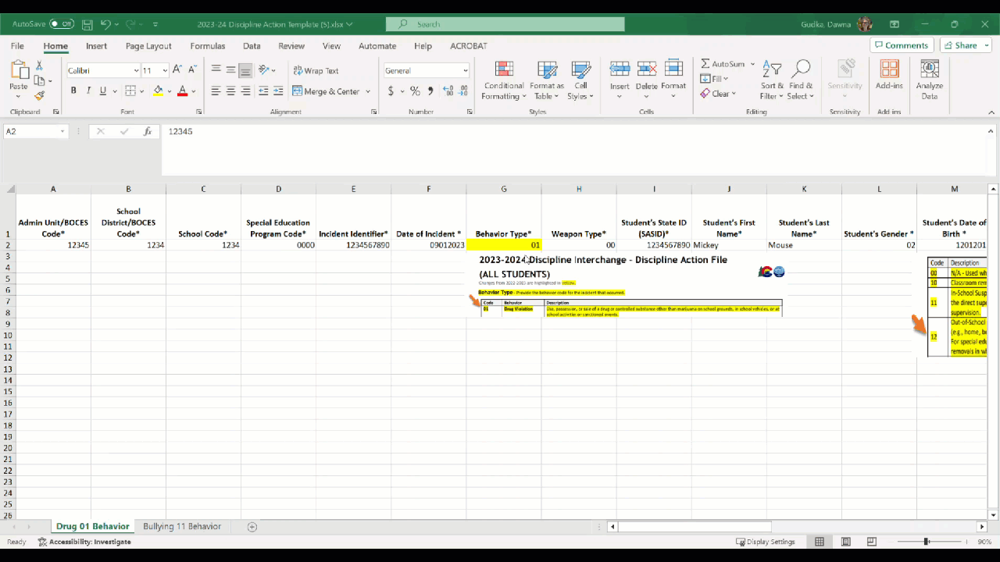 AutoSave Off 2023-24 Discipline Action Template (5).xlsx Search Gudka, Dawna
File Home Insert Page Layout Formulas Data Review View Automate Help ACROBAT Comments Share
Paste Calibri 11 Wrap Text General Conditional Formatting Format as Table Cell Styles Insert Delete Format AutoSum Fill Clear Sort & Filter Find & Select Sensitivity Add-ins Analyze Data
B I U A Merge & Center $ % 9
Clipboard Font Alignment Number Styles Cells Editing Sensitivity Add-ins
A2 fx 12345
A B C D E F G H I J K L M
1 Admin Unit/BOCES Code* School District/BOCES Code* School Code* Special Education Program Code* Incident Identifier* Date of Incident * Behavior Type* Weapon Type* Student's State ID (SASID)* Student's First Name* Student's Last Name* Student's Gender * Student's Date of Birth *
2 12345 1234 1234 0000 1234567890 09012023 01 00 1234567890 Mickey Mouse 02 1201201
3 2023-2024 Discipline Interchange - Discipline Action File
4 (ALL STUDENTS)
5 Changes from 2022-2023 are highlighted in yellow.
6 Behavior Type - Provide the behavior code for the incident that occurred.
7 Code Behavior Description
8 01 Drug Violation Use, possession, or sale of a drug or controlled substance other than marijuana on school grounds, in school vehicles, or at
school activities or sanctioned events.
Code Description
00 N/A - Used wh
10 Classroom rem
11 In-School Susp
the direct supe
supervision.
12 Out-of-School
(e.g., home, be
For special edu
removals in wh
9
10
11
12
13
14
15
16
17
18
19
20
21
22
23
24
25
26
Drug 01 Behavior Bullying 11 Behavior
Ready Accessibility: Investigate Display Settings 90%